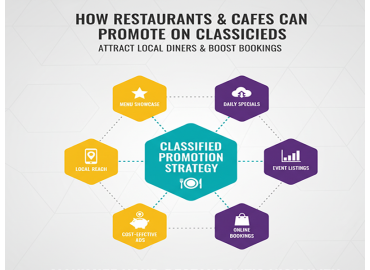 HOW RESTAURANTS & CAFES CAN
PROMOTE ON CLASSICIEDS
ATTRACT LOCAL DINERS & BOOST BOOKINGS
MENU SHOWCASE
DAILY SPECIALS
CLASSIFIED
PROMOTION
STRATEGY
LOCAL REACH
EVENT LISTINGS
COST-EFECTIVE
ADS
ONLINE
BOOKINGS